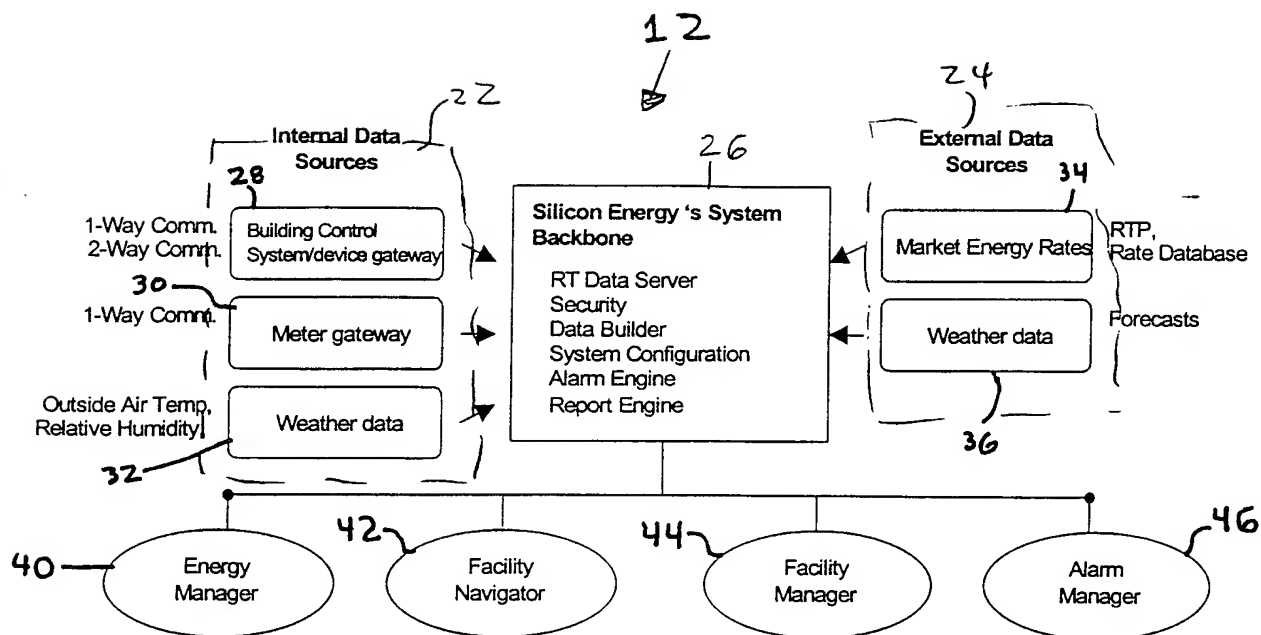 12
22
24
Internal Data
Sources
External Data
Sources
26
28
34
1-Way Comm.
2-Way Comm.
Building Control
System/device gateway
Silicon Energy 's System
Backbone
RT Data Server
Security
Data Builder
System Configuration
Alarm Engine
Report Engine
Market Energy Rates
RTP,
Rate Database
30
1-Way Comm.
Meter gateway
Weather data
Forecasts
Outside Air Temp,
Relative Humidity
Weather data
32
36
40
Energy
Manager
42
Facility
Navigator
44
Facility
Manager
46
Alarm
Manager